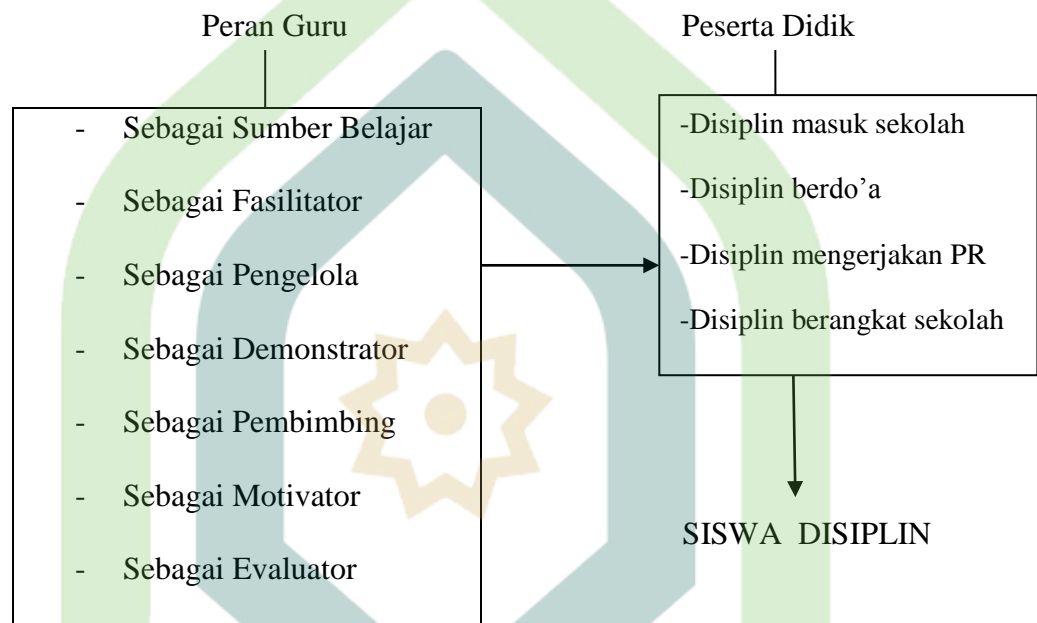 Peran Guru
- Sebagai Sumber Belajar
- Sebagai Fasilitator
- Sebagai Pengelola
- Sebagai Demonstrator
- Sebagai Pembimbing
- Sebagai Motivator
- Sebagai Evaluator
Peserta Didik
-Disiplin masuk sekolah
-Disiplin berdo’a
-Disiplin mengerjakan PR
-Disiplin berangkat sekolah
SISWA DISIPLIN